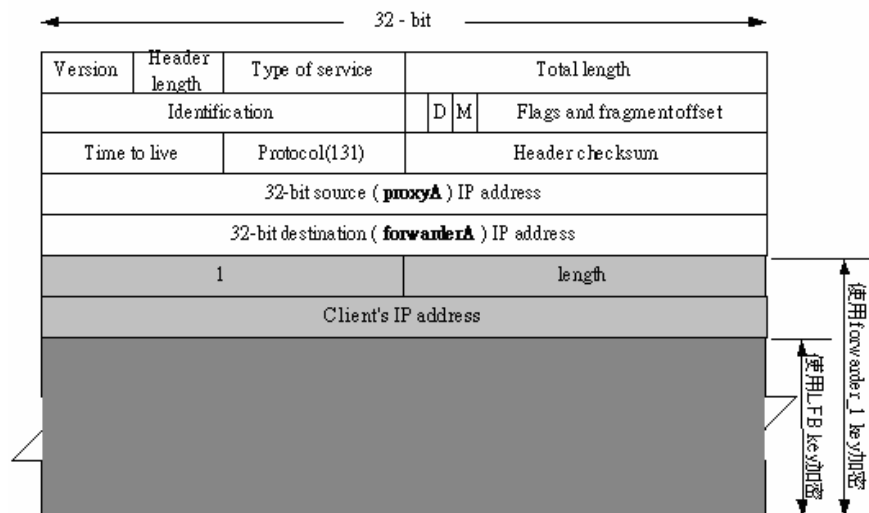 32 - bit
Version
Header
length
Type of service
Total length
Identification
D
M
Flags and fragment offset
Time to live
Protocol(131)
Header checksum
32-bit source ( proxyA ) IP address
32-bit destination ( forwarderA ) IP address
1
length
Client's IP address
使用LFB key加密
使用forwarder_1 key加密